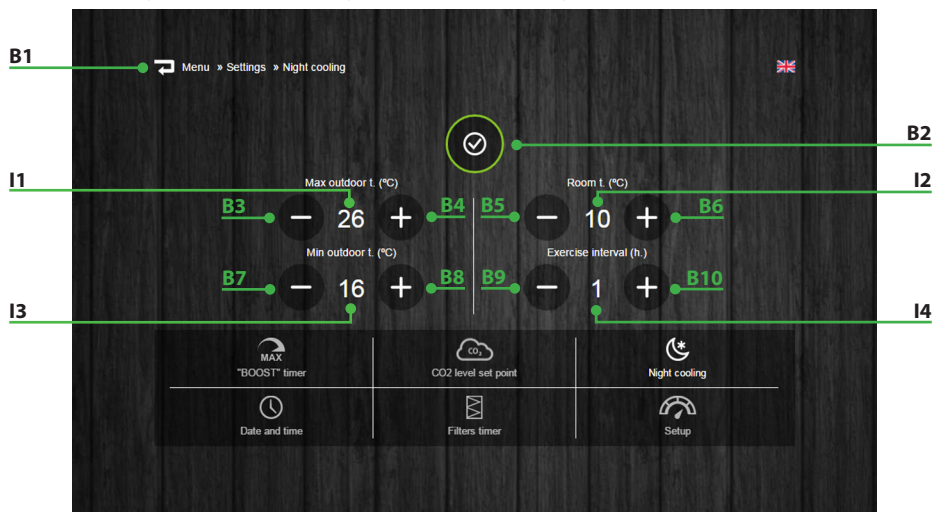 B1
Menu » Settings » Night cooling
B2
I1
Max outdoor t. (ºC)
Room t. (ºC)
I2
B3
26
B4
B5
10
B6
Min outdoor t. (ºC)
Exercise interval (h.)
B7
16
B8
B9
1
B10
I3
I4
MAX
CO₂
"BOOST" timer
CO2 level set point
Night cooling
Date and time
Filters timer
Setup